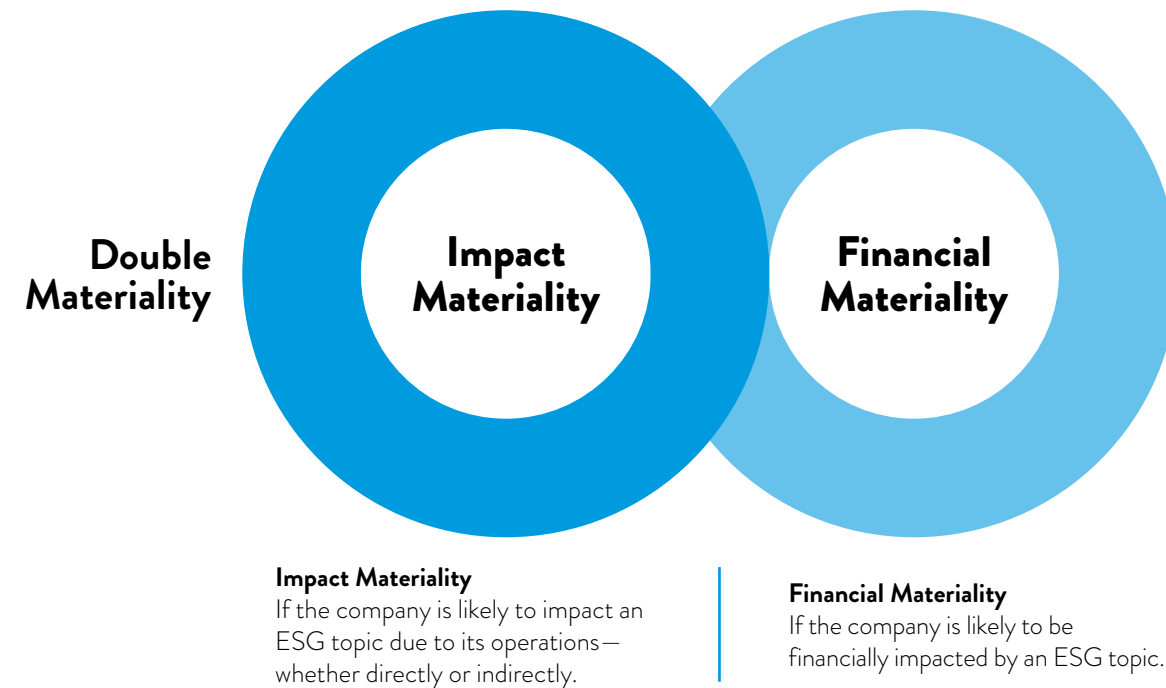 Double
Materiality
Impact
Materiality
Financial
Materiality
Impact Materiality
If the company is likely to impact an
ESG topic due to its operations—
whether directly or indirectly.
Financial Materiality
If the company is likely to be
financially impacted by an ESG topic.